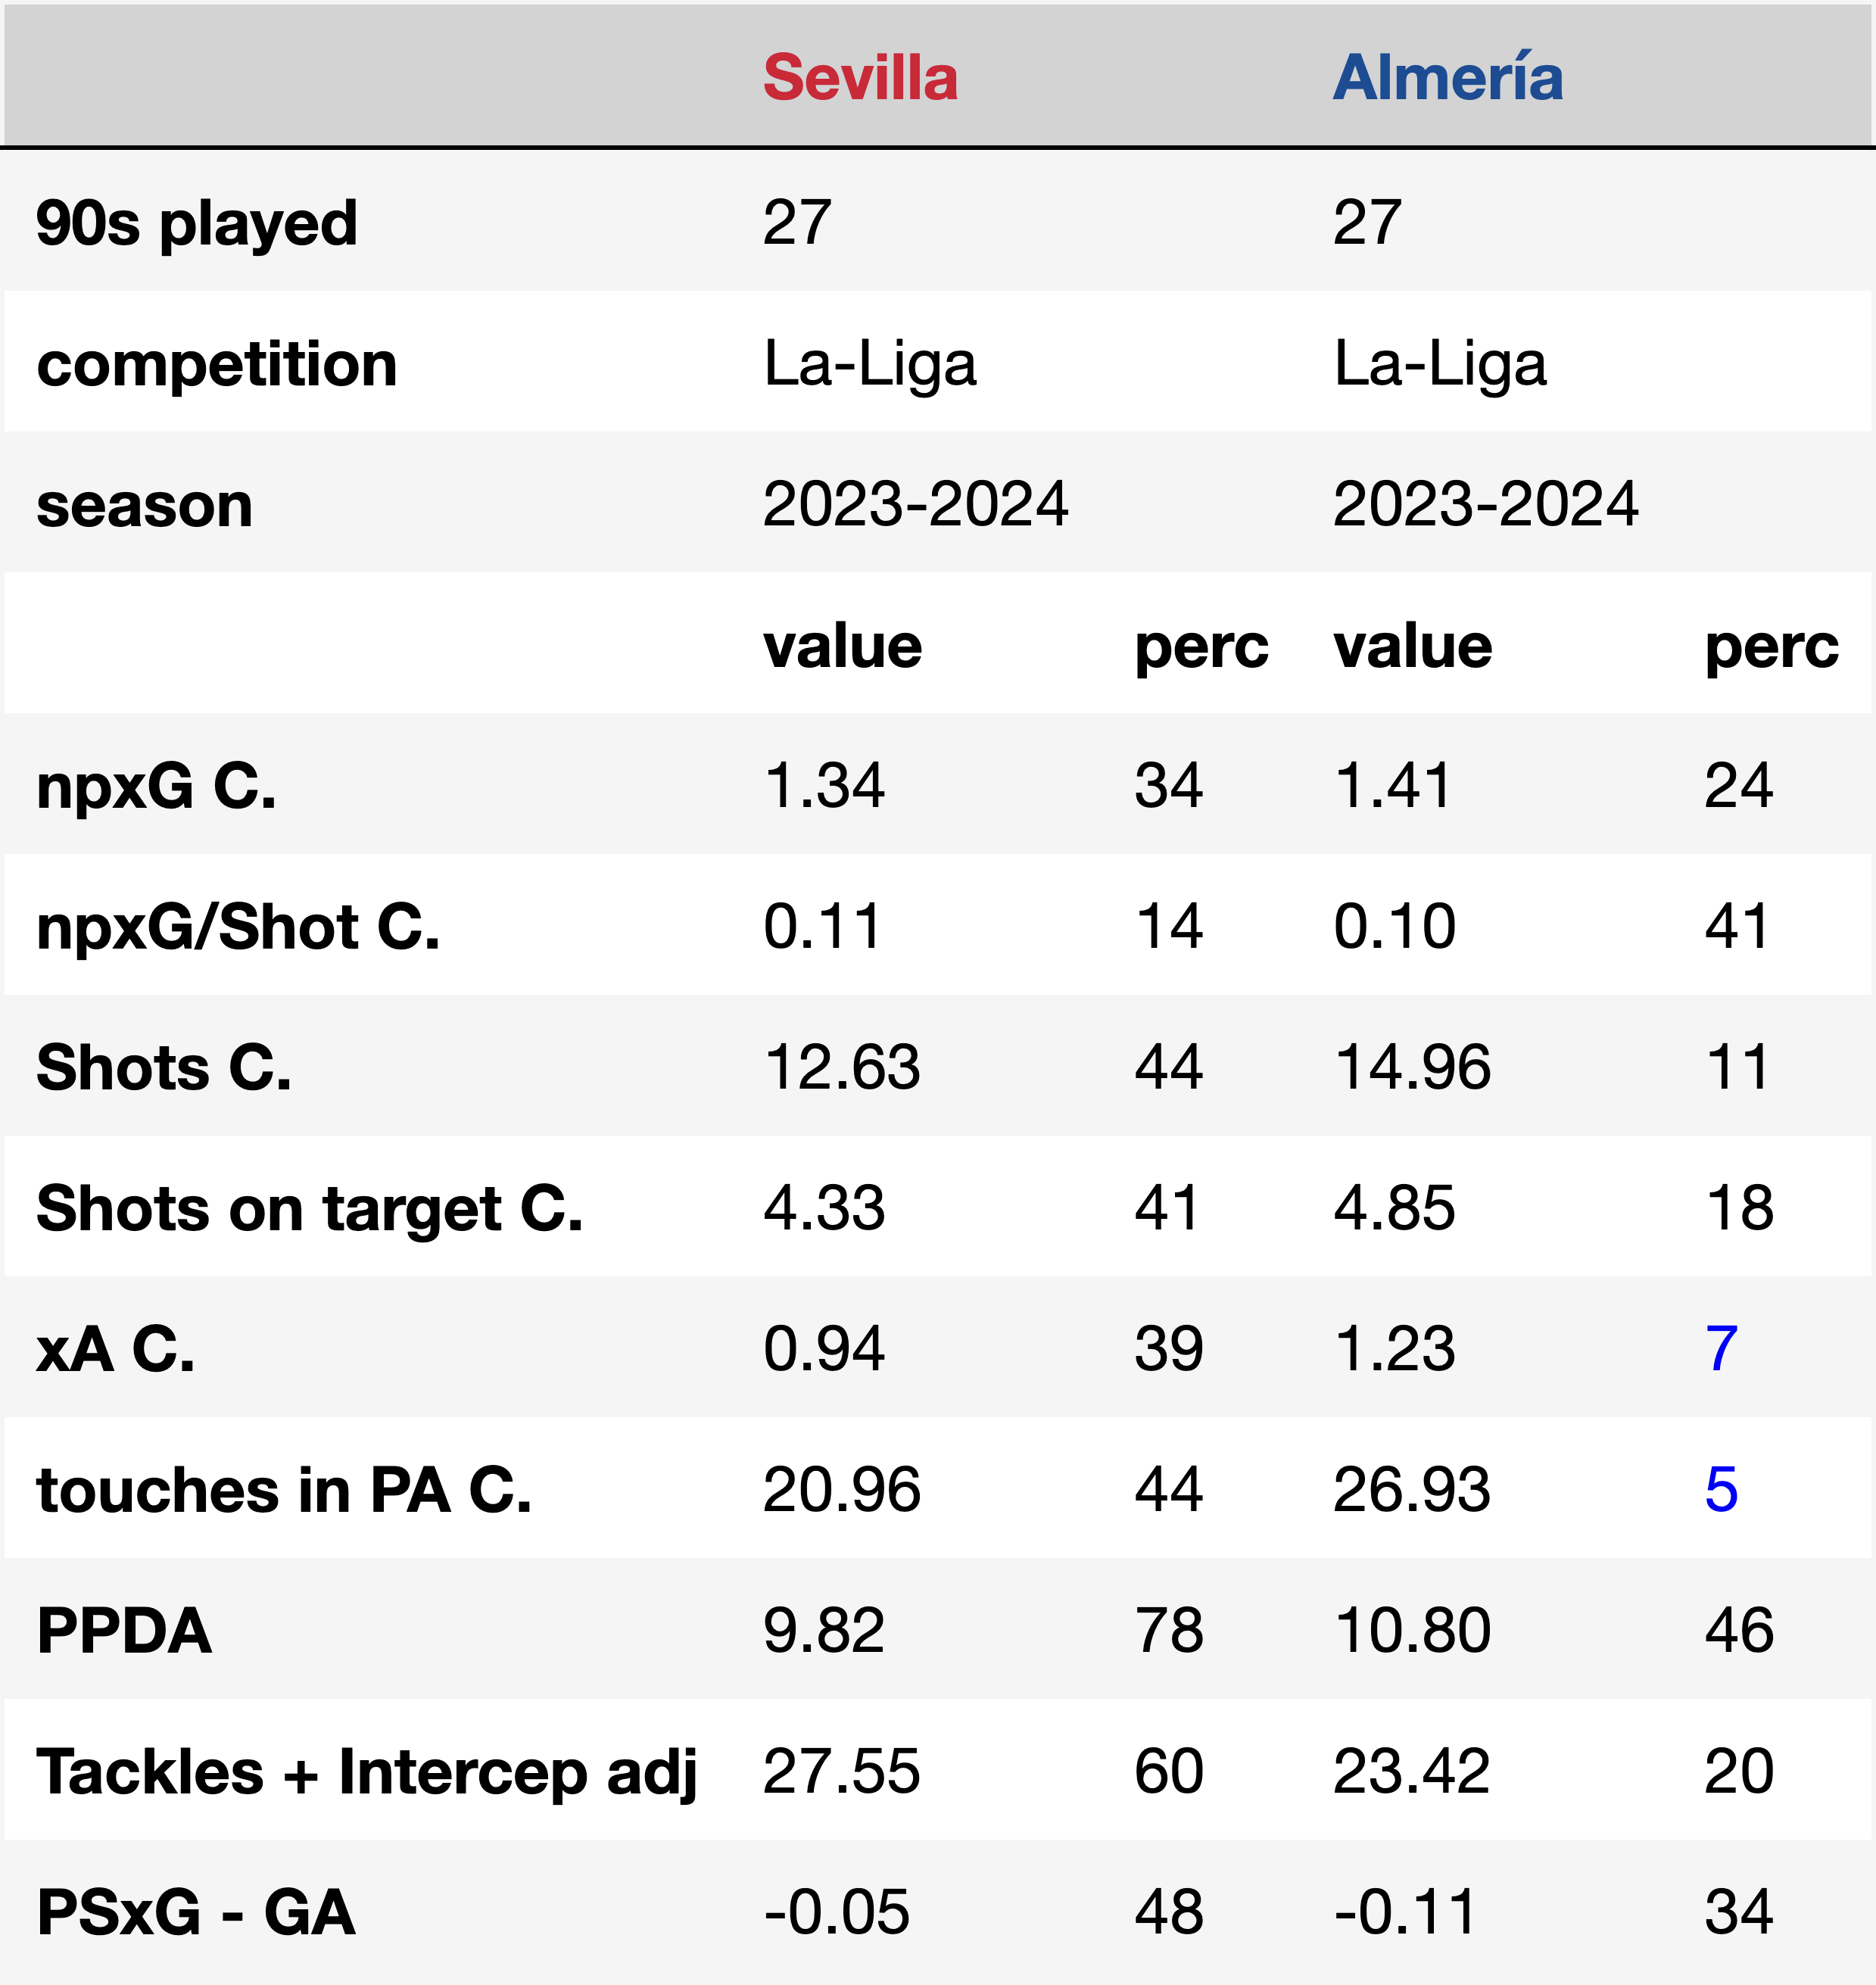 Sevilla Almería
90s played 27 27
competition La-Liga La-Liga
season 2023-2024 2023-2024
value perc value perc
npxG C. 1.34 34 1.41 24
npxG/Shot C. 0.11 14 0.10 41
Shots C. 12.63 44 14.96 11
Shots on target C. 4.33 41 4.85 18
xA C. 0.94 39 1.23 7
touches in PA C. 20.96 44 26.93 5
PPDA 9.82 78 10.80 46
Tackles + Intercep adj 27.55 60 23.42 20
PSxG - GA -0.05 48 -0.11 34